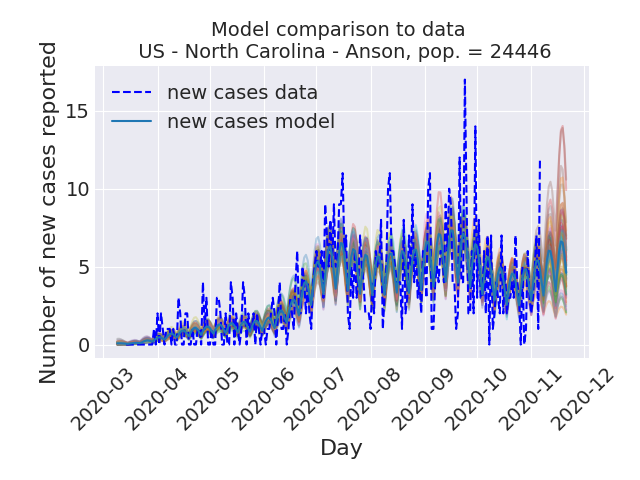 Model comparison to data
US - North Carolina - Anson, pop. = 24446
Number of new cases reported
new cases data
new cases model
15
10
5
0
2020-03
2020-04
2020-05
2020-06
2020-07
2020-08
2020-09
2020-10
2020-11
2020-12
Day